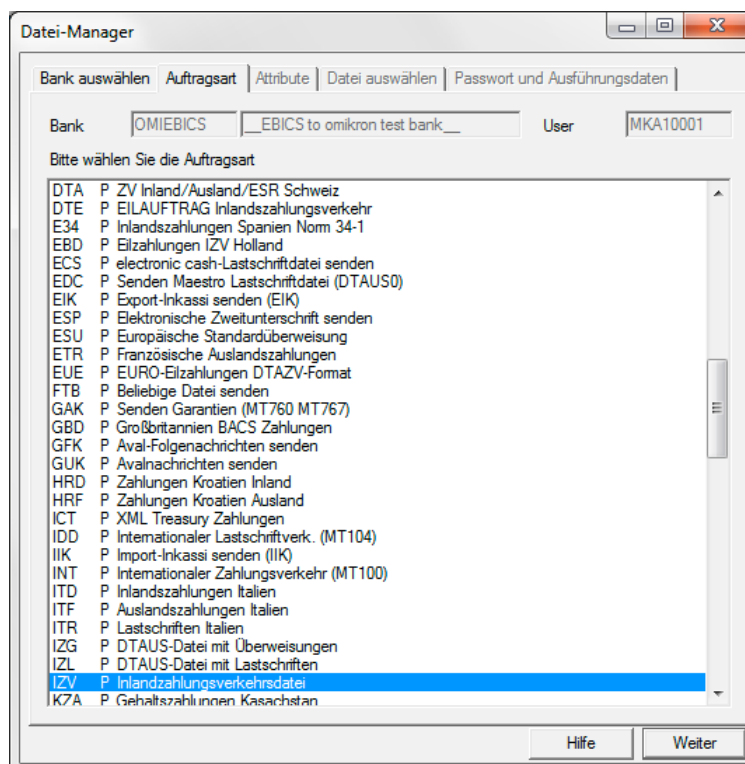 Datei-Manager
Bank auswählen Auftragsart Attribute Datei auswählen Passwort und Ausführungsdaten
Bank OMIEBICS __EBICS to omikron test bank__ User MKA10001
Bitte wählen Sie die Auftragsart
DTA P ZV Inland/Ausland/ESR Schweiz
DTE P EILAUFTRAG Inlandszahlungsverkehr
E34 P Inlandszahlungen Spanien Norm 34-1
EBD P Eilzahlungen IZV Holland
ECS P electronic cash-Lastschriftdatei senden
EDC P Senden Maestro Lastschriftdatei (DTAUS0)
EIK P Export-Inkassi senden (EIK)
ESP P Elektronische Zweitunterschrift senden
ESU P Europäische Standardüberweisung
ETR P Französische Auslandszahlungen
EUE P EURO-Eilzahlungen DTAZV-Format
FTB P Beliebige Datei senden
GAK P Senden Garantien (MT760 MT767)
GBD P Großbritannien BACS Zahlungen
GFK P Aval-Folgenachrichten senden
GUK P Avalnachrichten senden
HRD P Zahlungen Kroatien Inland
HRF P Zahlungen Kroatien Ausland
ICT P XML Treasury Zahlungen
IDD P Internationaler Lastschriftverk. (MT104)
IIK P Import-Inkassi senden (IIK)
INT P Internationaler Zahlungsverkehr (MT100)
ITD P Inlandszahlungen Italien
ITF P Auslandszahlungen Italien
ITR P Lastschriften Italien
IZG P DTAUS-Datei mit Überweisungen
IZL P DTAUS-Datei mit Lastschriften
IZV P Inlandzahlungsverkehrsdatei
KZA P Gehaltszahlungen Kasachstan
Hilfe Weiter